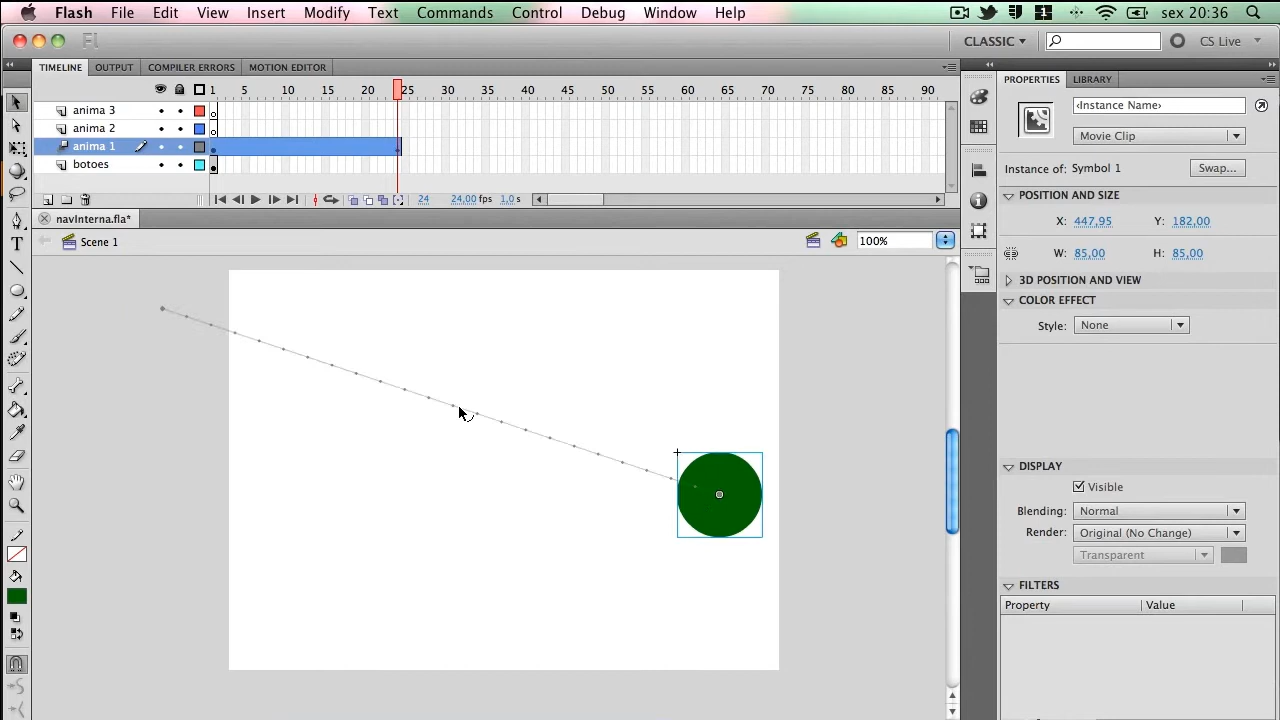 Flash File Edit View Insert Modify Text Commands Control Debug Window Help sex 20:36
Fl CLASSIC CS Live
TIMELINE OUTPUT COMPILER ERRORS MOTION EDITOR
1 5 10 15 20 25 30 35 40 45 50 55 60 65 70 75 80 85 90
anima 3
anima 2
anima 1
botoes
24 24,00 fps 1,0 s
navInterna.fla*
Scene 1 100%
T
PROPERTIES LIBRARY
<Instance Name>
Movie Clip
Instance of: Symbol 1 Swap...
POSITION AND SIZE
X: 447,95 Y: 182,00
W: 85,00 H: 85,00
3D POSITION AND VIEW
COLOR EFFECT
Style: None
DISPLAY
Visible
Blending: Normal
Render: Original (No Change)
Transparent
FILTERS
Property Value